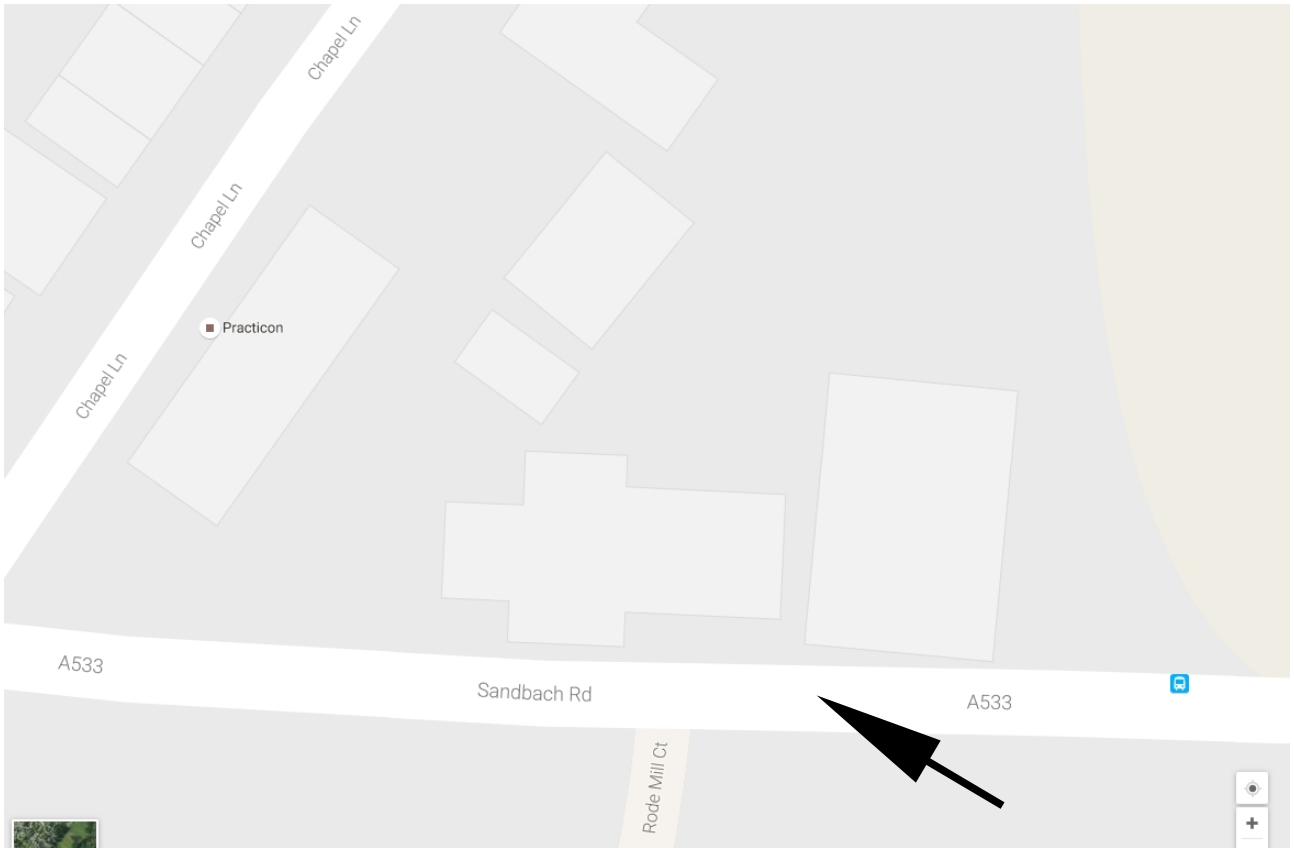 Chapel Ln
Chapel Ln
Practicon
Chapel Ln
A533
Sandbach Rd
A533
Rode Mill Ct
+